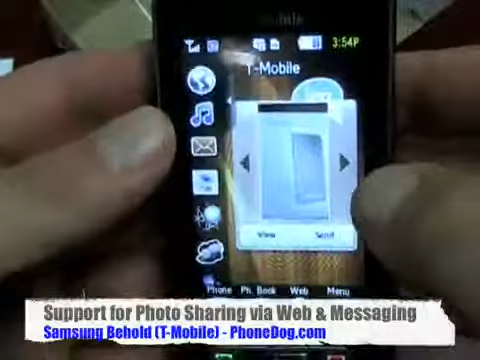 T-Mobile
3:54P
T-Mobile
View Send
Phone Ph. Book Web Menu
Support for Photo Sharing via Web & Messaging
Samsung Behold (T-Mobile) - PhoneDog.com